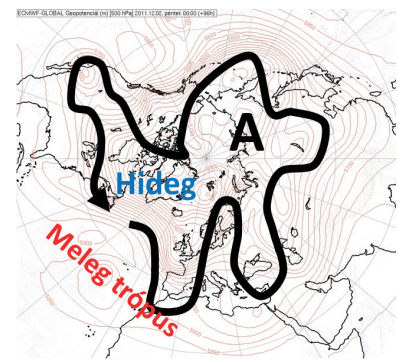 ECMWF-GLOBAL Geopotenciál (m) [500 hPa] 2011.12.02. péntek 00:00 (+96h)
A
Hideg
Meleg trópus